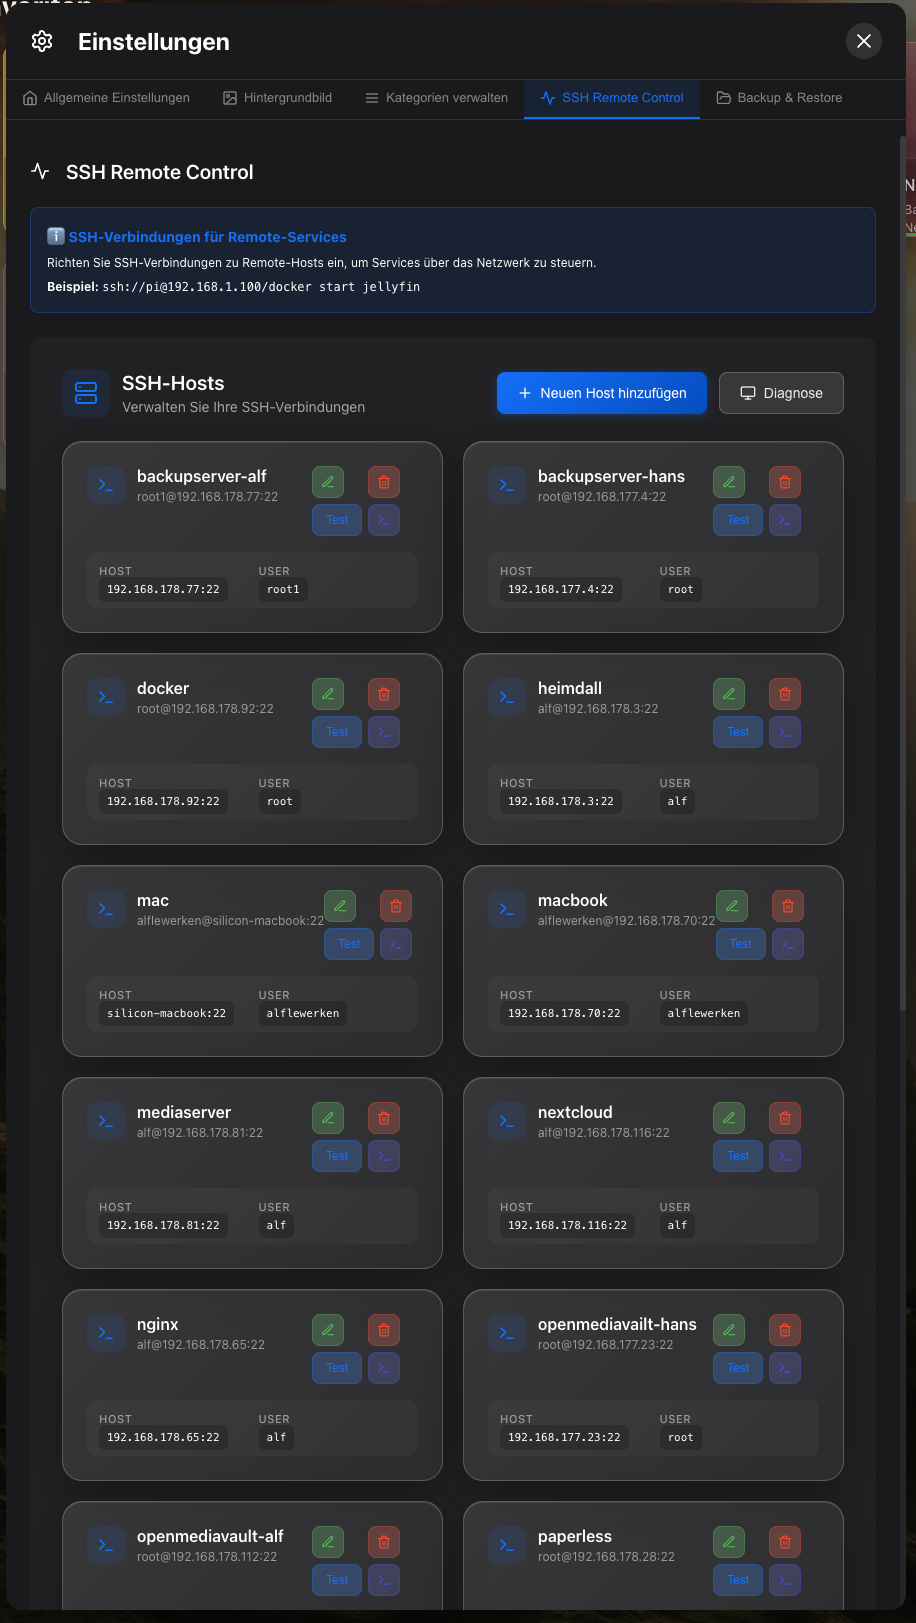 Einstellungen
Allgemeine Einstellungen
Hintergrundbild
Kategorien verwalten
SSH Remote Control
Backup & Restore
SSH Remote Control
SSH-Verbindungen für Remote-Services
Richten Sie SSH-Verbindungen zu Remote-Hosts ein, um Services über das Netzwerk zu steuern.
Beispiel: ssh://pi@192.168.1.100/docker start jellyfin
SSH-Hosts
Verwalten Sie Ihre SSH-Verbindungen
Neuen Host hinzufügen
Diagnose
backupserver-alf
root1@192.168.178.77:22
Test
HOST
USER
192.168.178.77:22
root1
backupserver-hans
root@192.168.177.4:22
Test
HOST
USER
192.168.177.4:22
root
docker
root@192.168.178.92:22
Test
HOST
USER
192.168.178.92:22
root
heimdall
alf@192.168.178.3:22
Test
HOST
USER
192.168.178.3:22
alf
mac
alflewerken@silicon-macbook:22
Test
HOST
USER
silicon-macbook:22
alflewerken
macbook
alflewerken@192.168.178.70:22
Test
HOST
USER
192.168.178.70:22
alflewerken
mediaserver
alf@192.168.178.81:22
Test
HOST
USER
192.168.178.81:22
alf
nextcloud
alf@192.168.178.116:22
Test
HOST
USER
192.168.178.116:22
alf
nginx
alf@192.168.178.65:22
Test
HOST
USER
192.168.178.65:22
alf
openmediavailt-hans
root@192.168.177.23:22
Test
HOST
USER
192.168.177.23:22
root
openmediavault-alf
root@192.168.178.112:22
Test
paperless
root@192.168.178.28:22
Test